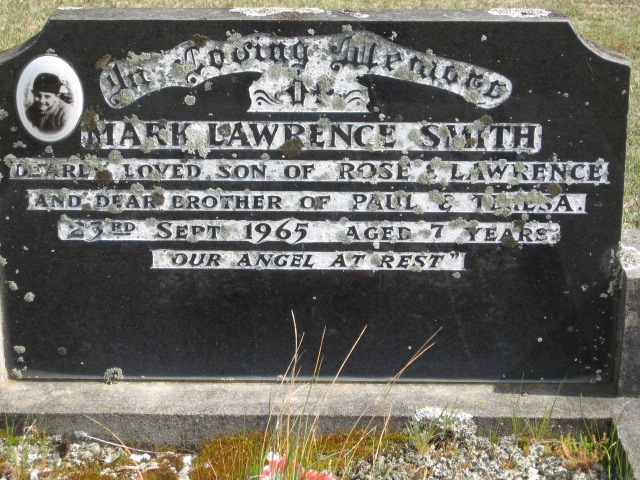 In Loving Memory
Of
MARK LAWRENCE SMITH
DEARLY LOVED SON OF ROSE & LAWRENCE
AND DEAR BROTHER OF PAUL & TERESA.
23RD SEPT 1965 AGED 7 YEARS.
"OUR ANGEL AT REST"